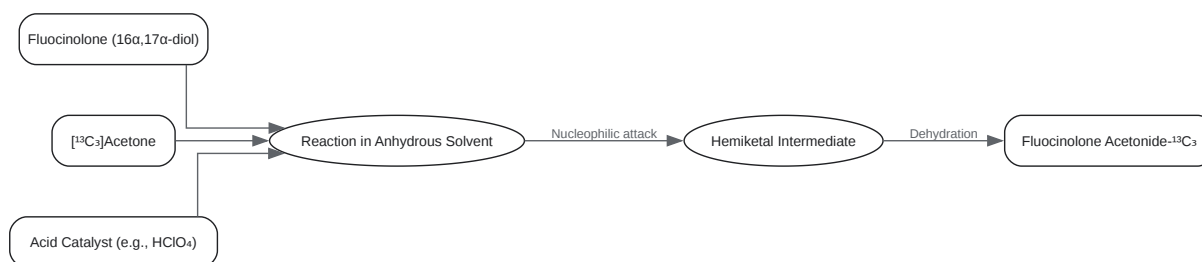 Fluocinolone (16α,17α-diol)
[¹³C₃]Acetone
Reaction in Anhydrous Solvent
Nucleophilic attack
Hemiketal Intermediate
Dehydration
Fluocinolone Acetonide-¹³C₃
Acid Catalyst (e.g., HClO₄)